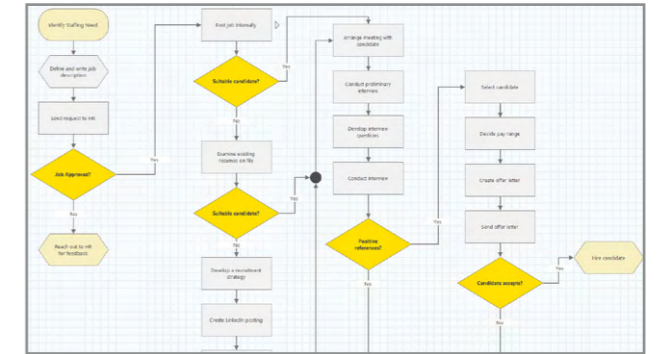 Identify Staffing Need
Define and write job
description
Send request to HR
Job Approved?
Yes
No
Reach out to HR
for feedback
Post job internally
Suitable candidate?
Yes
No
Examine existing
resumes on file
Suitable candidate?
Yes
No
Develop a recruitment
strategy
Create LinkedIn posting
Arrange meeting with
candidate
Conduct preliminary
interview
Develop interview
questions
Conduct interview
Positive
references?
Yes
No
Select candidate
Decide pay range
Create offer letter
Send offer letter
Candidate accepts?
Yes
No
Hire candidate